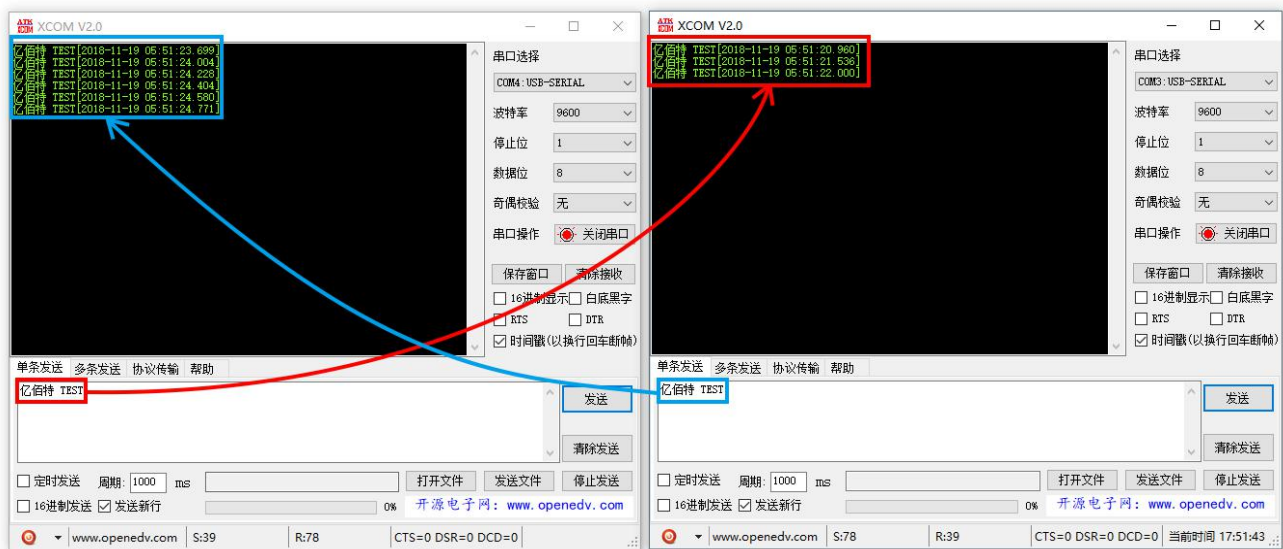 ATK XCOM XCOM V2.0
亿佰特 TEST[2018-11-19 05:51:23.699]
亿佰特 TEST[2018-11-19 05:51:24.004]
亿佰特 TEST[2018-11-19 05:51:24.228]
亿佰特 TEST[2018-11-19 05:51:24.404]
亿佰特 TEST[2018-11-19 05:51:24.580]
亿佰特 TEST[2018-11-19 05:51:24.771]
串口选择
COM4:USB-SERIAL
波特率 9600
停止位 1
数据位 8
奇偶校验 无
串口操作 关闭串口
保存窗口 清除接收
16进制显示 白底黑字
RTS DTR
时间戳(以换行回车断帧)
单条发送 多条发送 协议传输 帮助
亿佰特 TEST
发送
清除发送
定时发送 周期: 1000 ms 打开文件 发送文件 停止发送
16进制发送 发送新行 0% 开源电子网: www.openedv.com
www.openedv.com S:39 R:78 CTS=0 DSR=0 DCD=0
ATK XCOM XCOM V2.0
亿佰特 TEST[2018-11-19 05:51:20.960]
亿佰特 TEST[2018-11-19 05:51:21.536]
亿佰特 TEST[2018-11-19 05:51:22.000]
串口选择
COM3:USB-SERIAL
波特率 9600
停止位 1
数据位 8
奇偶校验 无
串口操作 关闭串口
保存窗口 清除接收
16进制显示 白底黑字
RTS DTR
时间戳(以换行回车断帧)
单条发送 多条发送 协议传输 帮助
亿佰特 TEST
发送
清除发送
定时发送 周期: 1000 ms 打开文件 发送文件 停止发送
16进制发送 发送新行 0% 开源电子网: www.openedv.com
www.openedv.com S:78 R:39 CTS=0 DSR=0 DCD=0 当前时间 17:51:43